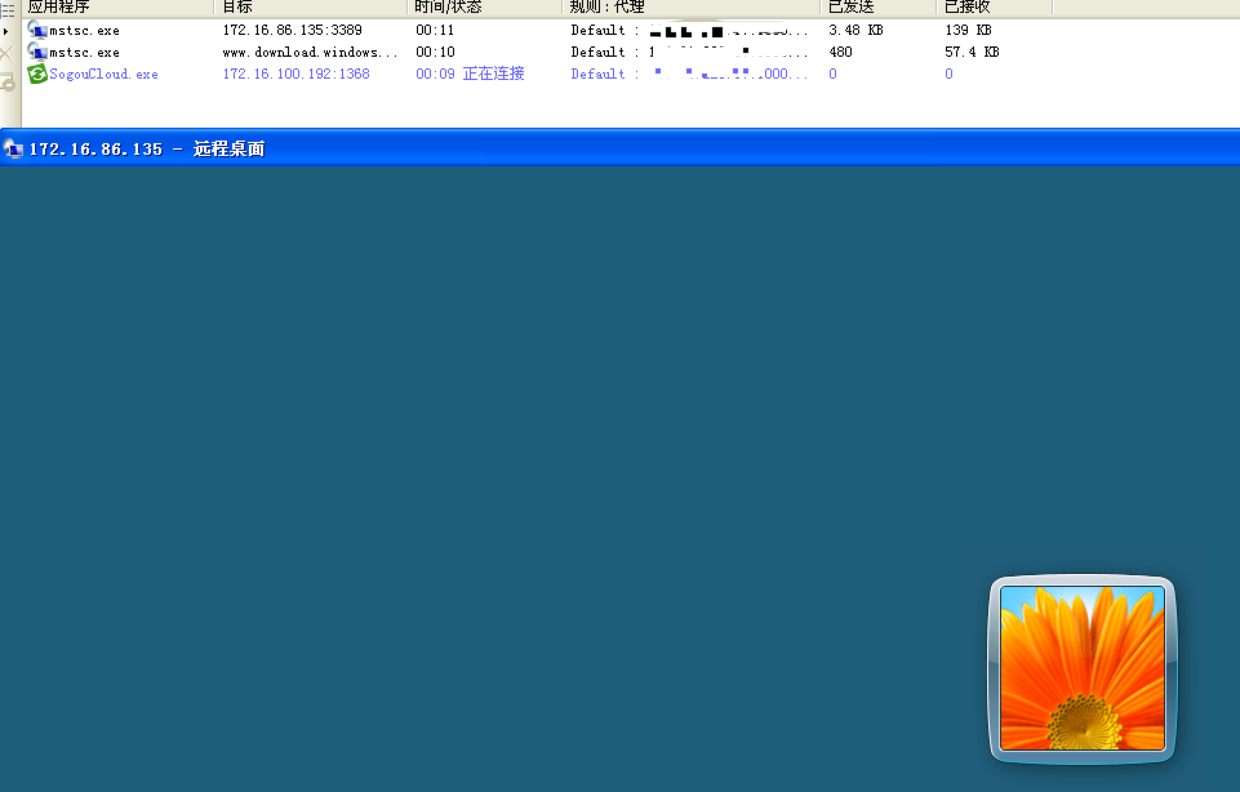 应用程序 目标 时间/状态 规则 : 代理 已发送 已接收
mstsc.exe 172.16.86.135:3389 00:11 Default : ... 3.48 KB 139 KB
mstsc.exe www.download.windows... 00:10 Default : 1 ... 480 57.4 KB
SogouCloud.exe 172.16.100.192:1368 00:09 正在连接 Default : .000... 0 0
172.16.86.135 - 远程桌面